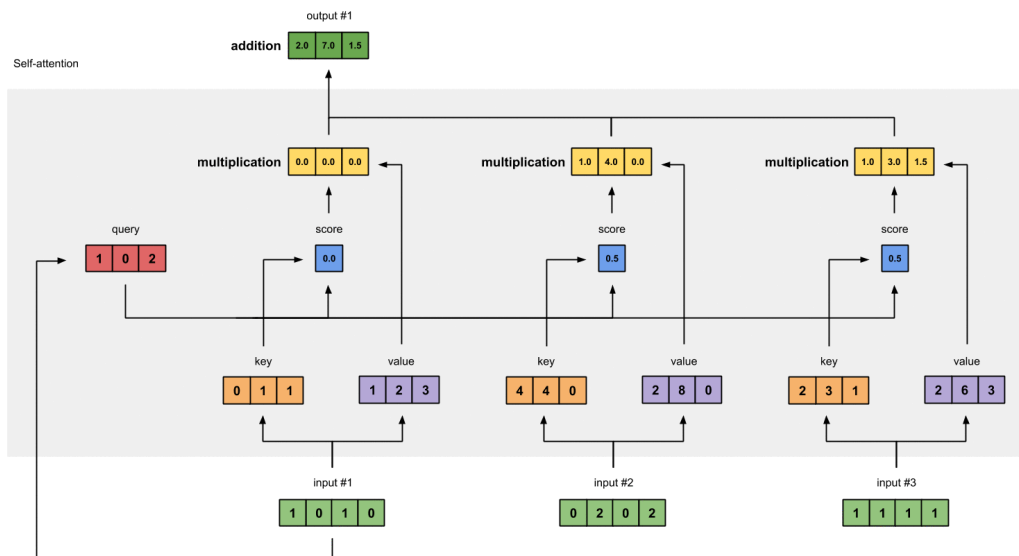 output #1
addition 2.0 7.0 1.5
Self-attention
multiplication 0.0 0.0 0.0 multiplication 1.0 4.0 0.0 multiplication 1.0 3.0 1.5
query score score score
1 0 2 0.0 0.5 0.5
key value key value key value
0 1 1 1 2 3 4 4 0 2 8 0 2 3 1 2 6 3
input #1 input #2 input #3
1 0 1 0 0 2 0 2 1 1 1 1